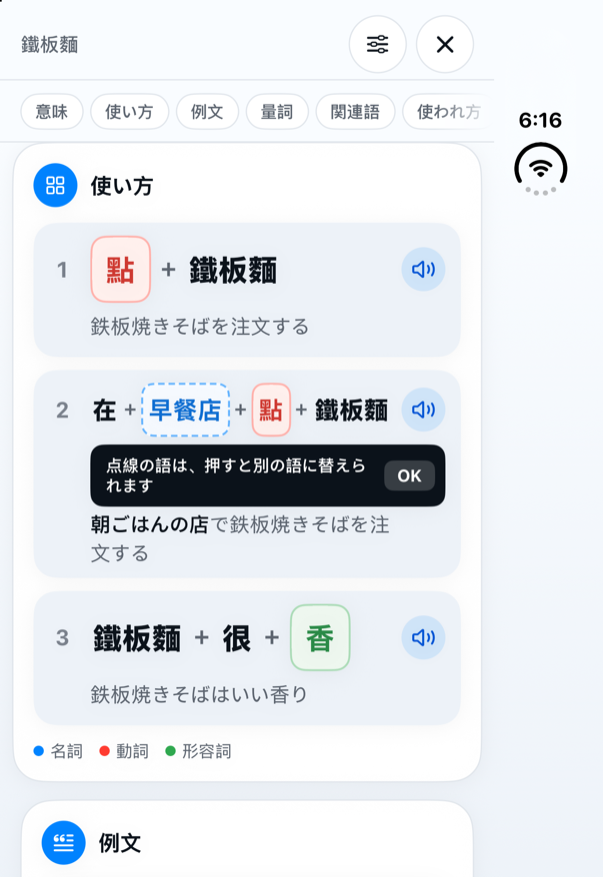 鐵板麵
6:16
意味 使い方 例文 量詞 関連語 使われ方
使い方
1 點 + 鐵板麵
鉄板焼きそばを注文する
2 在 + 早餐店 + 點 + 鐵板麵
点線の語は、押すと別の語に替えら
れます
OK
朝ごはんの店で鉄板焼きそばを注
文する
3 鐵板麵 + 很 + 香
鉄板焼きそばはいい香り
名詞 動詞 形容詞
例文